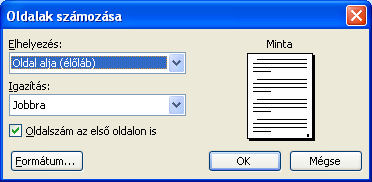 Oldalak számozása
Elhelyezés:
Minta
Oldal alja (élőláb)
Igazítás:
Jobbra
Oldalszám az első oldalon is
Formátum...
OK
Mégse